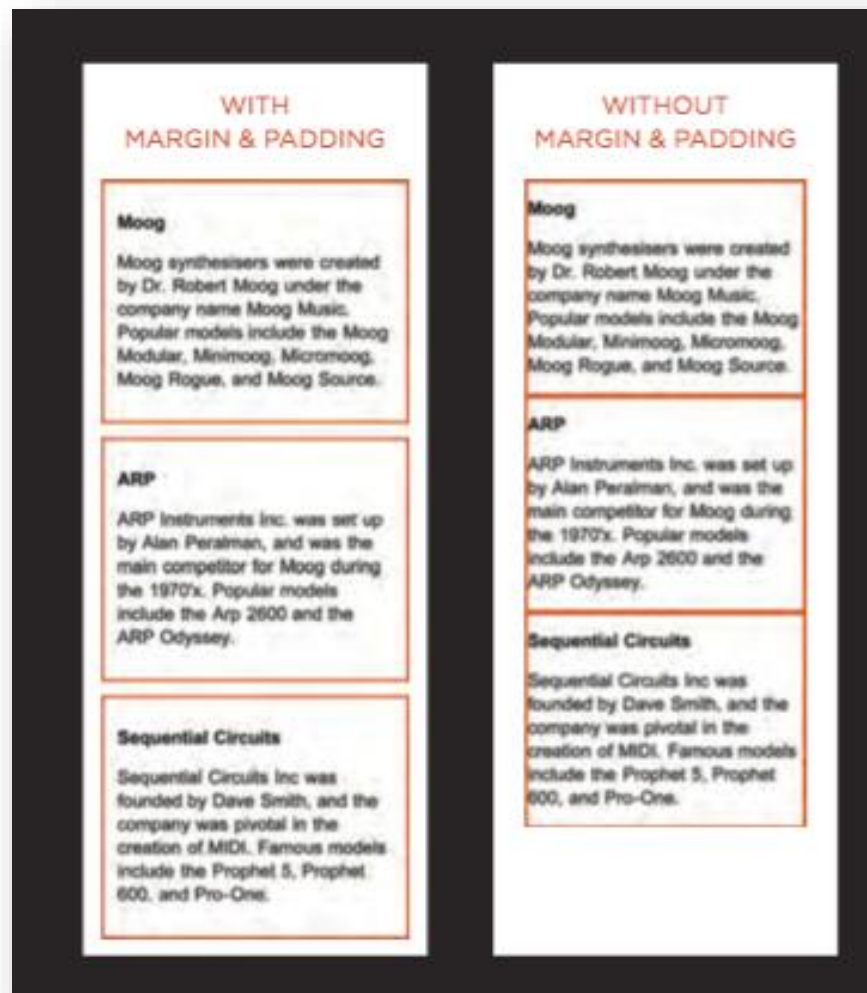 WITH
MARGIN & PADDING
Moog
Moog synthesisers were created
by Dr. Robert Moog under the
company name Moog Music.
Popular models include the Moog
Modular, Minimoog, Micromoog,
Moog Rogue, and Moog Source.
ARP
ARP Instruments Inc. was set up
by Alan Peralman, and was the
main competitor for Moog during
the 1970'x. Popular models
include the Arp 2600 and the
ARP Odyssey.
Sequential Circuits
Sequential Circuits Inc was
founded by Dave Smith, and the
company was pivotal in the
creation of MIDI. Famous models
include the Prophet 5, Prophet
600, and Pro-One.
WITHOUT
MARGIN & PADDING
Moog
Moog synthesisers were created
by Dr. Robert Moog under the
company name Moog Music.
Popular models include the Moog
Modular, Minimoog, Micromoog,
Moog Rogue, and Moog Source.
ARP
ARP Instruments Inc. was set up
by Alan Peralman, and was the
main competitor for Moog during
the 1970'x. Popular models
include the Arp 2600 and the
ARP Odyssey.
Sequential Circuits
Sequential Circuits Inc was
founded by Dave Smith, and the
company was pivotal in the
creation of MIDI. Famous models
include the Prophet 5, Prophet
600, and Pro-One.